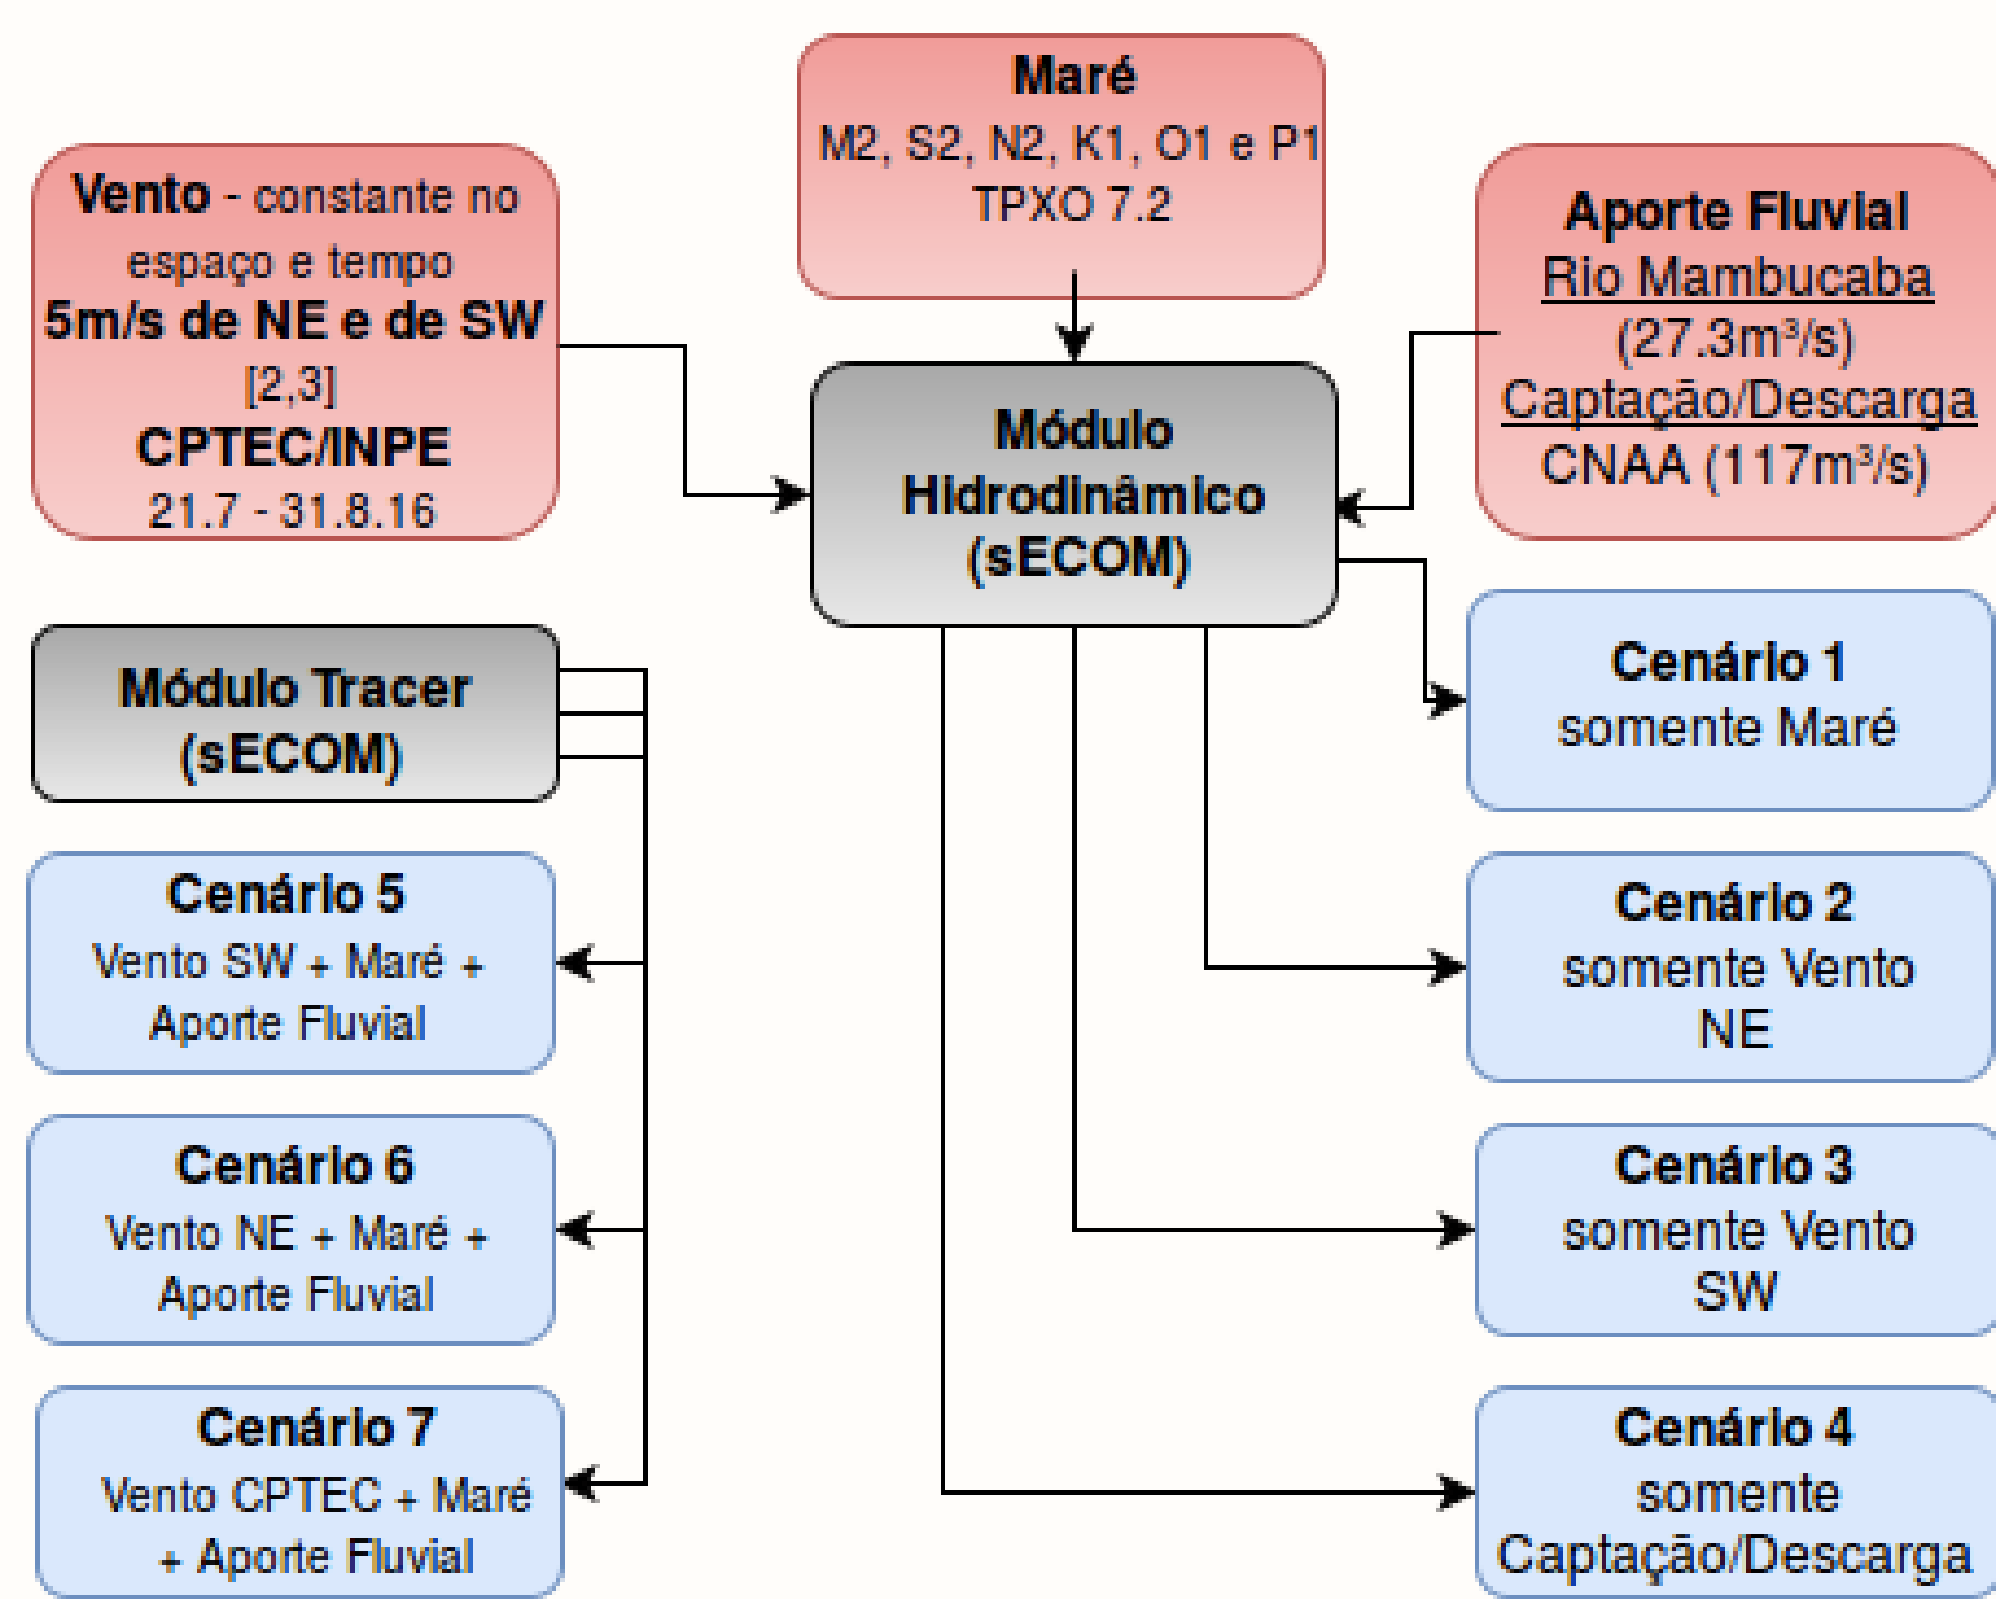 Maré
M2, S2, N2, K1, O1 e P1
TPXO 7.2
Vento - constante no
espaço e tempo
5m/s de NE e de SW
[2,3]
CPTEC/INPE
21.7 - 31.8.16
Aporte Fluvial
Rio Mambucaba
(27.3m³/s)
Captação/Descarga
CNAA (117m³/s)
Módulo
Hidrodinâmico
(sECOM)
Módulo Tracer
(sECOM)
Cenário 1
somente Maré
Cenário 2
somente Vento
NE
Cenário 3
somente Vento
SW
Cenário 4
somente
Captação/Descarga
Cenário 5
Vento SW + Maré +
Aporte Fluvial
Cenário 6
Vento NE + Maré +
Aporte Fluvial
Cenário 7
Vento CPTEC + Maré
+ Aporte Fluvial